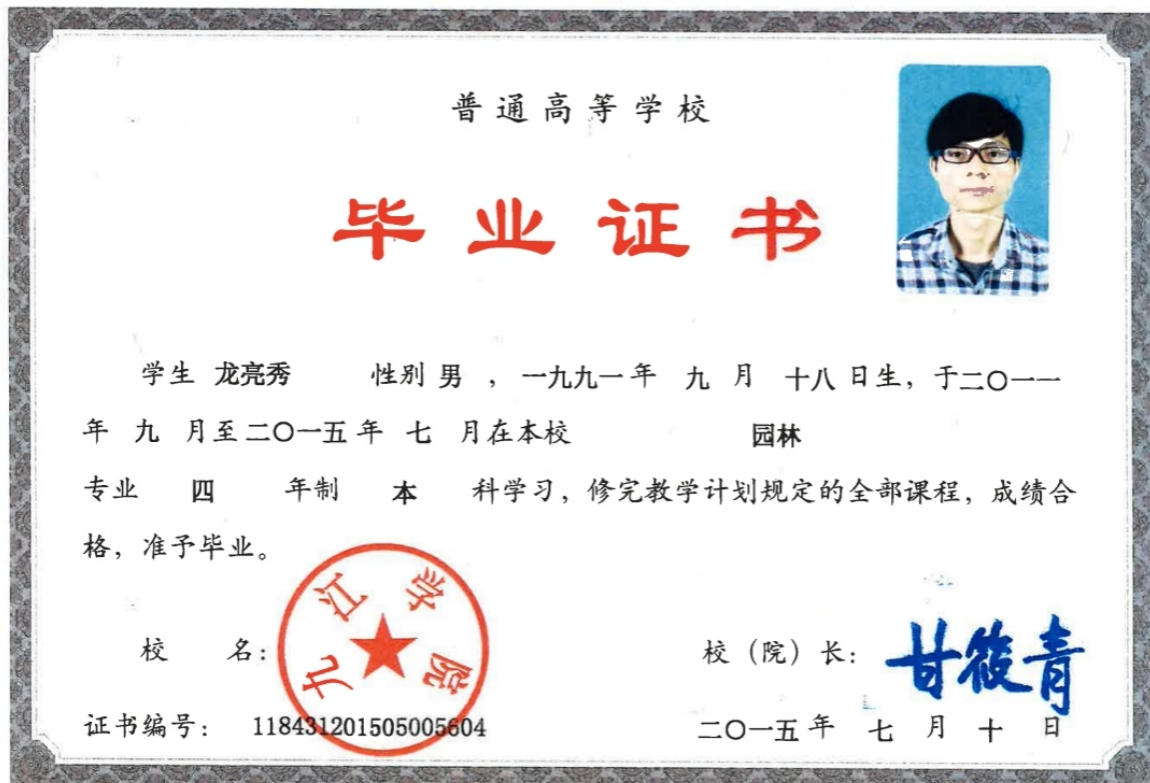 普通高等学校
毕业证书
学生 龙亮秀 性别 男 ，一九九一年 九 月 十八 日生，于二〇一一
年 九 月至二〇一五年 七 月在本校 园林
专业 四 年制 本 科学习，修完教学计划规定的全部课程，成绩合
格，准予毕业。
校 名：
九江学院
校（院）长： 甘筱青
证书编号： 118431201505005604
二〇一五年 七 月 十 日